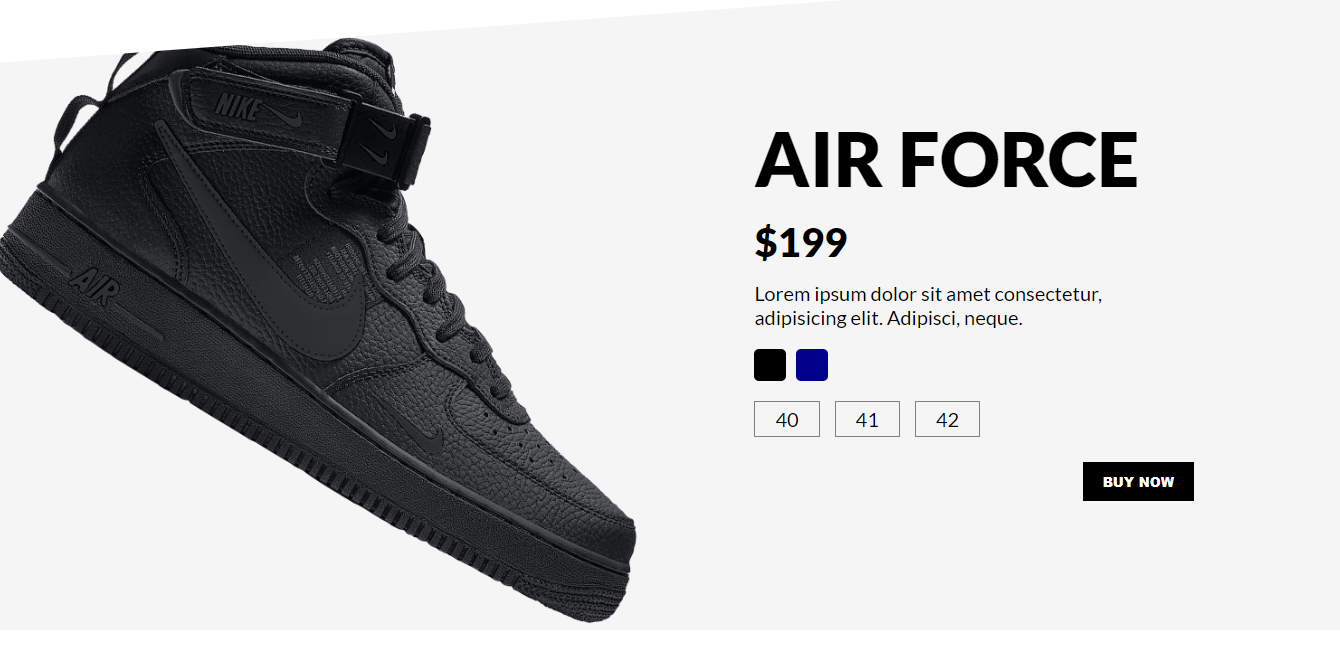 NIKE
AIR
AIR FORCE
$199
Lorem ipsum dolor sit amet consectetur,
adipisicing elit. Adipisci, neque.
40 41 42
BUY NOW